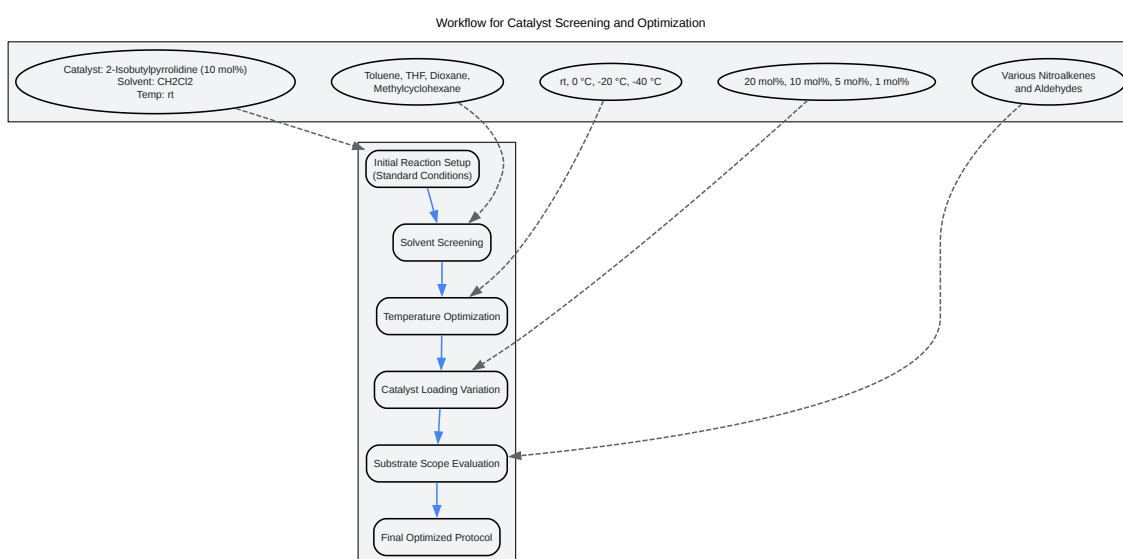 Workflow for Catalyst Screening and Optimization
Catalyst: 2-Isobutylpyrrolidine (10 mol%)
Solvent: CH2Cl2
Temp: rt
Toluene, THF, Dioxane,
Methylcyclohexane
rt, 0 °C, -20 °C, -40 °C
20 mol%, 10 mol%, 5 mol%, 1 mol%
Various Nitroalkenes
and Aldehydes
Initial Reaction Setup
(Standard Conditions)
Solvent Screening
Temperature Optimization
Catalyst Loading Variation
Substrate Scope Evaluation
Final Optimized Protocol